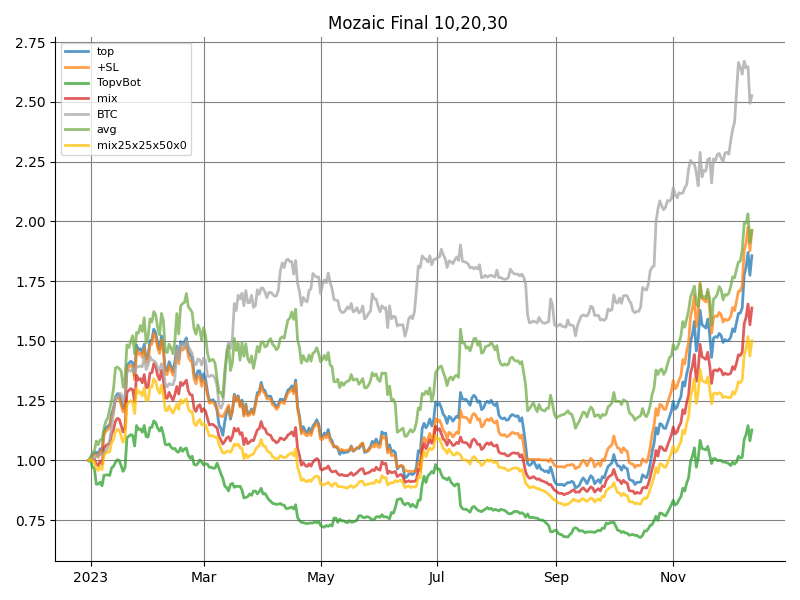 Mozaic Final 10,20,30
2.75
2.50
2.25
2.00
1.75
1.50
1.25
1.00
0.75
top
+SL
TopvBot
mix
BTC
avg
mix25x25x50x0
2023 Mar May Jul Sep Nov